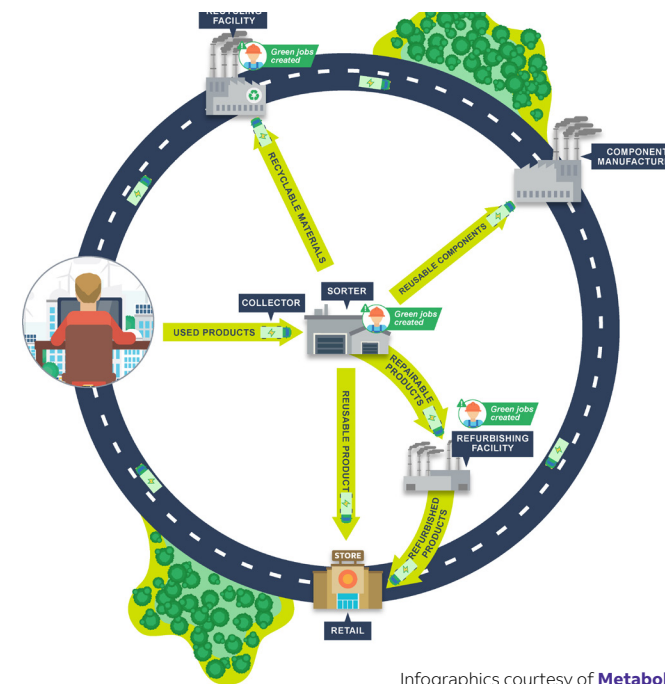 RECYCLING
FACILITY
Green jobs
created
COMPONENT
MANUFACTUR
RECYCLABLE MATERIALS
REUSABLE COMPONENTS
COLLECTOR
SORTER
USED PRODUCTS
Green jobs
created
REPAIRABLE
PRODUCTS
REUSABLE PRODUCT
Green jobs
created
REFURBISHING
FACILITY
REFURBISHED
PRODUCTS
STORE
RETAIL
Infographics courtesy of Metabol